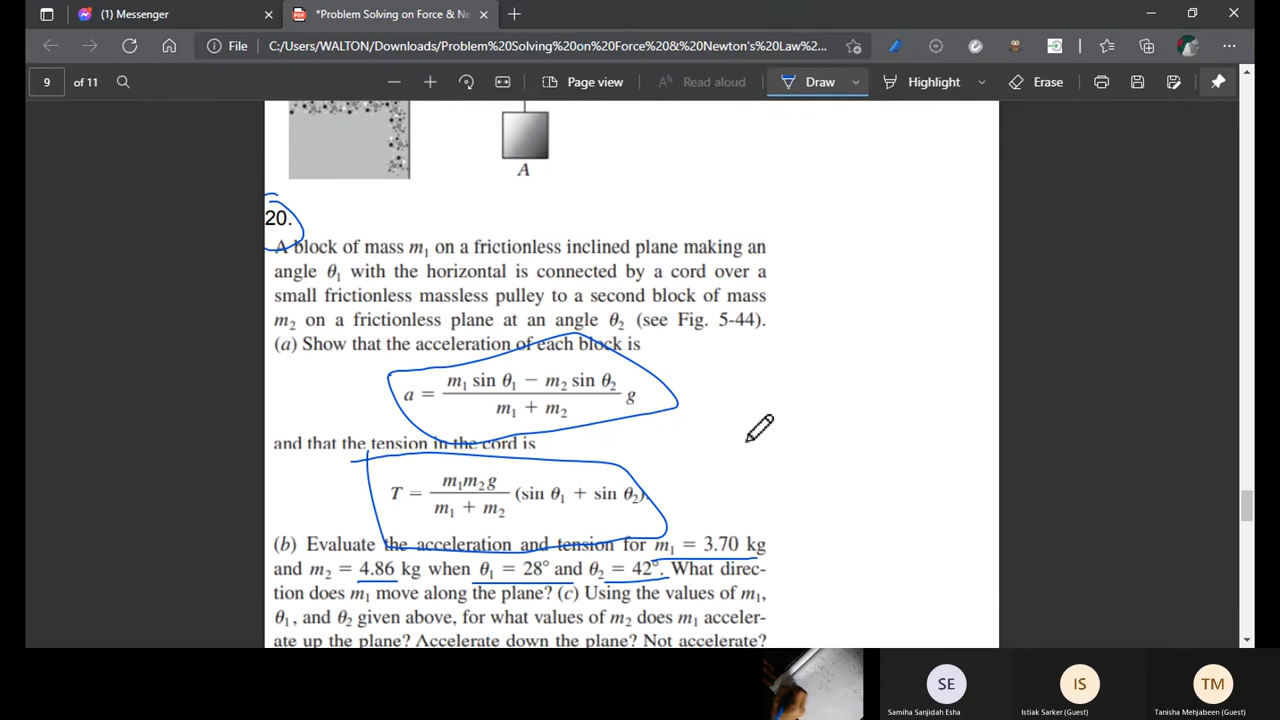 (1) Messenger
*Problem Solving on Force & Ne
File
C:/Users/WALTON/Downloads/Problem%20Solving%20on%20Force%20&%20Newton's%20Law%...
9 of 11
Page view
Read aloud
Draw
Highlight
Erase
A
20.
A block of mass m₁ on a frictionless inclined plane making an
angle θ₁ with the horizontal is connected by a cord over a
small frictionless massless pulley to a second block of mass
m₂ on a frictionless plane at an angle θ₂ (see Fig. 5-44).
(a) Show that the acceleration of each block is
a = (m₁ sin θ₁ − m₂ sin θ₂)/(m₁ + m₂) g
and that the tension in the cord is
T = m₁m₂g/(m₁ + m₂) (sin θ₁ + sin θ₂).
(b) Evaluate the acceleration and tension for m₁ = 3.70 kg
and m₂ = 4.86 kg when θ₁ = 28° and θ₂ = 42°. What direc-
tion does m₁ move along the plane? (c) Using the values of m₁,
θ₁, and θ₂ given above, for what values of m₂ does m₁ acceler-
ate up the plane? Accelerate down the plane? Not accelerate?
SE
IS
TM
Samiha Sanjidah Esha
Istiak Sarker (Guest)
Tanisha Mehjabeen (Guest)